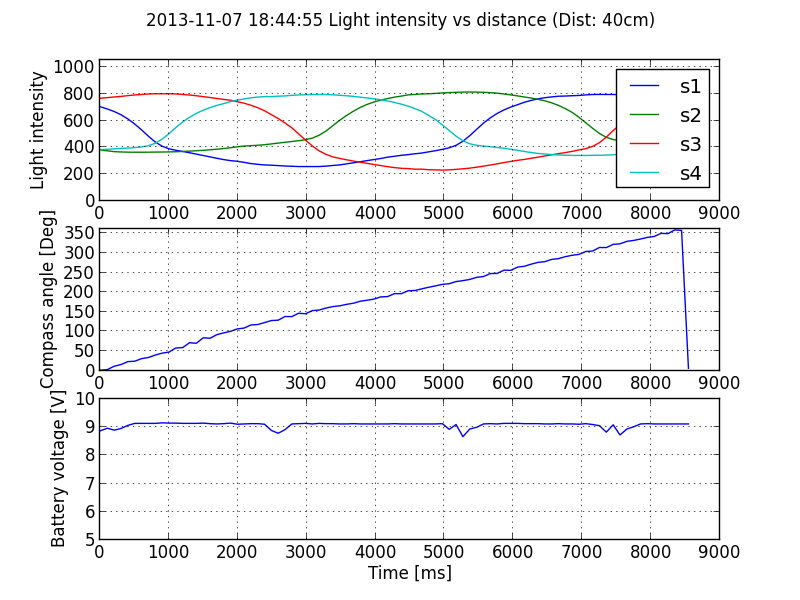 2013-11-07 18:44:55 Light intensity vs distance (Dist: 40cm)
Light intensity
1000
800
600
400
200
0
s1
s2
s3
s4
0 1000 2000 3000 4000 5000 6000 7000 8000 9000
Compass angle [Deg]
350
300
250
200
150
100
50
0
0 1000 2000 3000 4000 5000 6000 7000 8000 9000
Battery voltage [V]
10
9
8
7
6
5
0 1000 2000 3000 4000 5000 6000 7000 8000 9000
Time [ms]